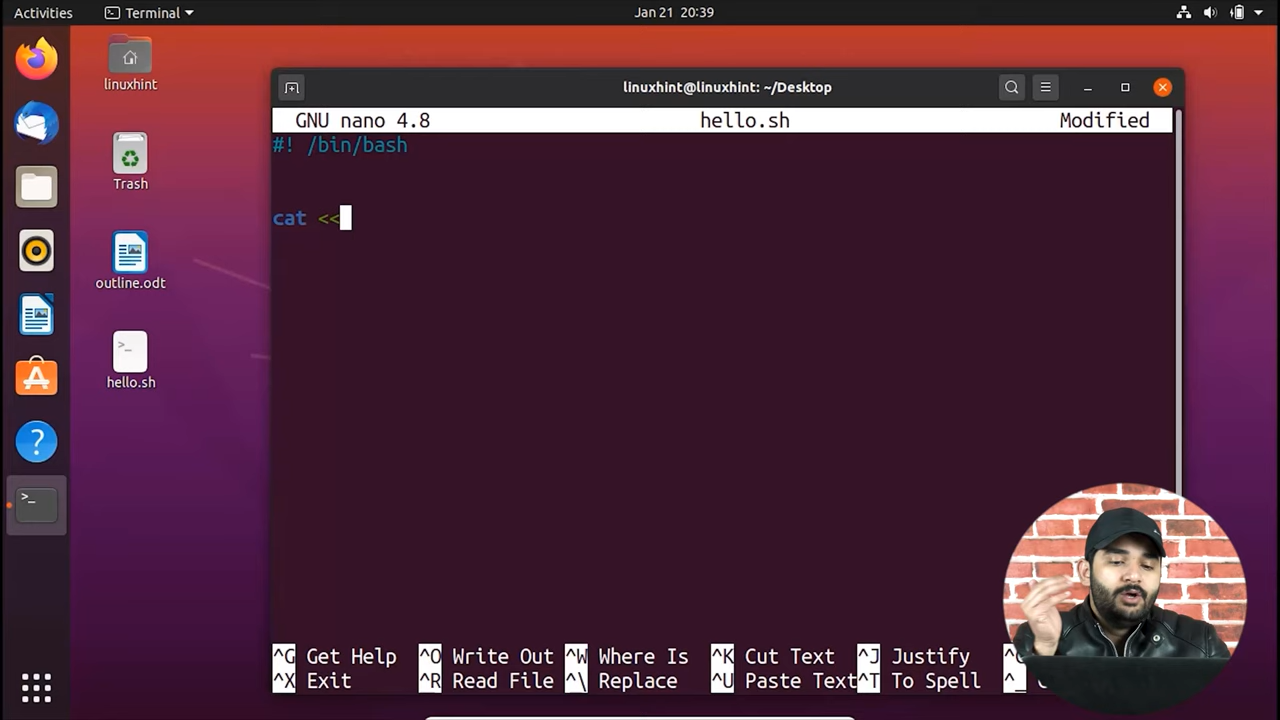 Activities
Terminal
Jan 21 20:39
linuxhint
Trash
outline.odt
hello.sh
linuxhint@linuxhint: ~/Desktop
GNU nano 4.8
hello.sh
Modified
#! /bin/bash
cat <<
^G Get Help ^O Write Out ^W Where Is ^K Cut Text ^J Justify
^X Exit ^R Read File ^\ Replace ^U Paste Text ^T To Spell ^_